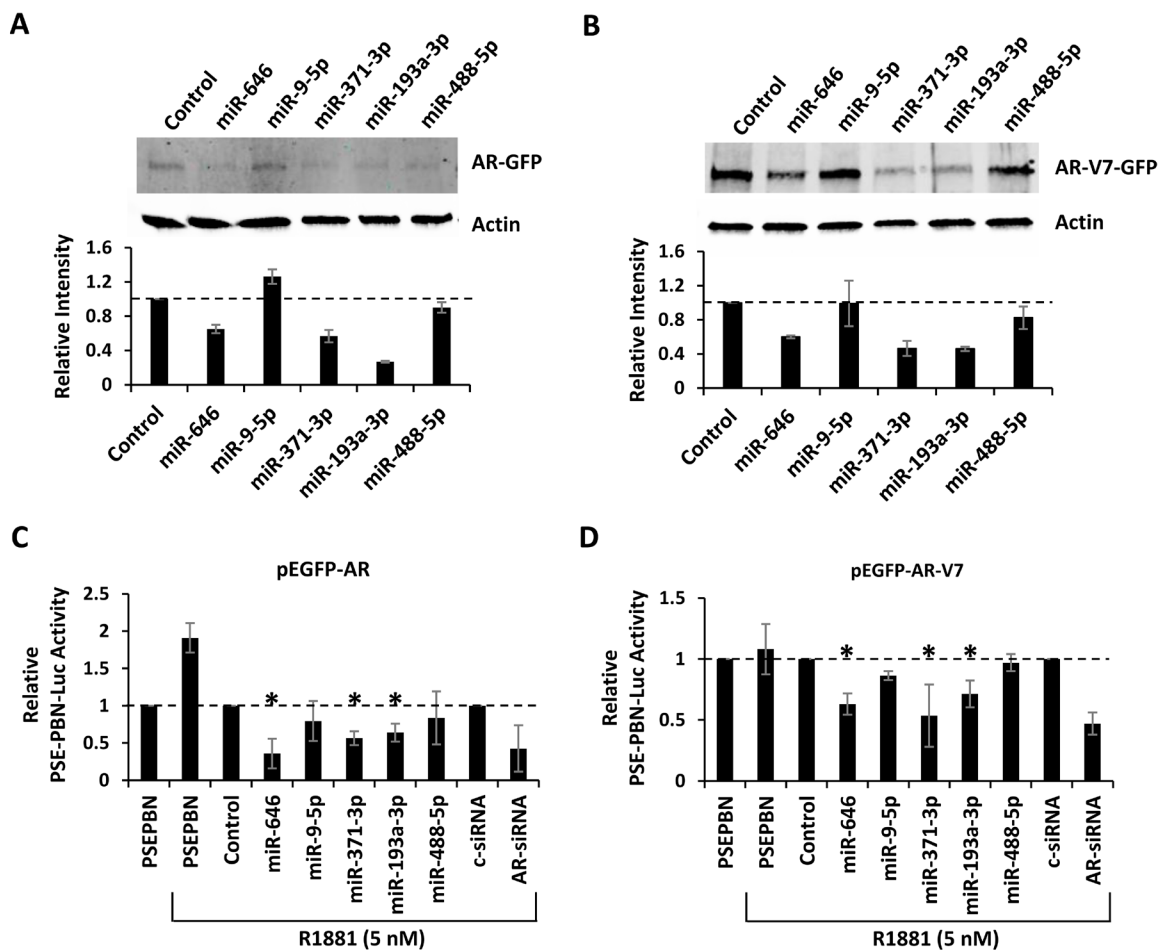 A
Control
miR-646
miR-9-5p
miR-371-3p
miR-193a-3p
miR-488-5p
AR-GFP
Actin
Relative Intensity
1.6
1.2
0.8
0.4
0
Control
miR-646
miR-9-5p
miR-371-3p
miR-193a-3p
miR-488-5p
B
Control
miR-646
miR-9-5p
miR-371-3p
miR-193a-3p
miR-488-5p
AR-V7-GFP
Actin
Relative Intensity
1.6
1.2
0.8
0.4
0
Control
miR-646
miR-9-5p
miR-371-3p
miR-193a-3p
miR-488-5p
C
pEGFP-AR
Relative
PSE-PBN-Luc Activity
2.5
2
1.5
1
0.5
0
*
*
*
PSEPBN
PSEPBN
Control
miR-646
miR-9-5p
miR-371-3p
miR-193a-3p
miR-488-5p
c-siRNA
AR-siRNA
R1881 (5 nM)
D
pEGFP-AR-V7
Relative
PSE-PBN-Luc Activity
1.5
1
0.5
0
*
*
*
PSEPBN
PSEPBN
Control
miR-646
miR-9-5p
miR-371-3p
miR-193a-3p
miR-488-5p
c-siRNA
AR-siRNA
R1881 (5 nM)